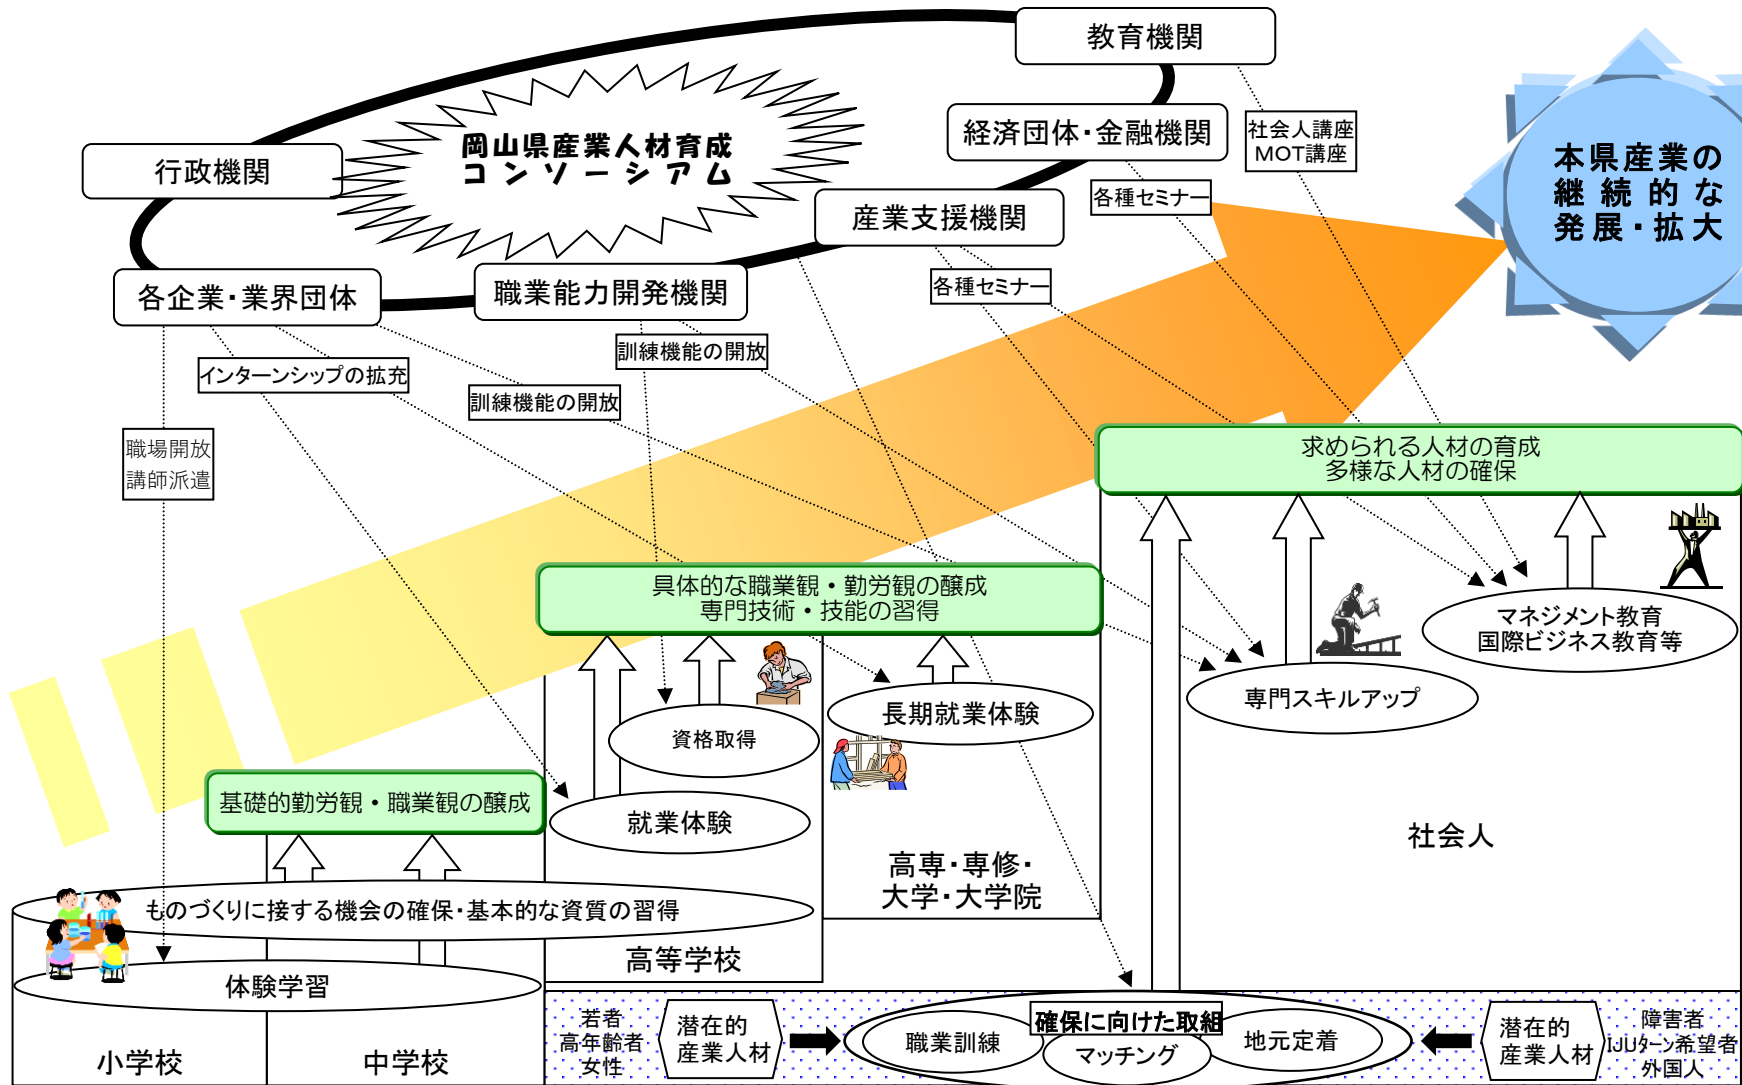 教育機関
岡山県産業人材育成
コンソーシアム
行政機関
経済団体・金融機関
社会人講座
MOT講座
本県産業の
継続的な
発展・拡大
産業支援機関
各種セミナー
各企業・業界団体
職業能力開発機関
各種セミナー
インターンシップの拡充
訓練機能の開放
訓練機能の開放
職場開放
講師派遣
求められる人材の育成
多様な人材の確保
具体的な職業観・勤労観の醸成
専門技術・技能の習得
マネジメント教育
国際ビジネス教育等
専門スキルアップ
長期就業体験
資格取得
基礎的勤労観・職業観の醸成
就業体験
社会人
高専・専修・
大学・大学院
ものづくりに接する機会の確保・基本的な資質の習得
高等学校
体験学習
小学校
中学校
若者
高年齢者
女性
潜在的
産業人材
確保に向けた取組
職業訓練
マッチング
地元定着
潜在的
産業人材
障害者
IJUターン希望者
外国人